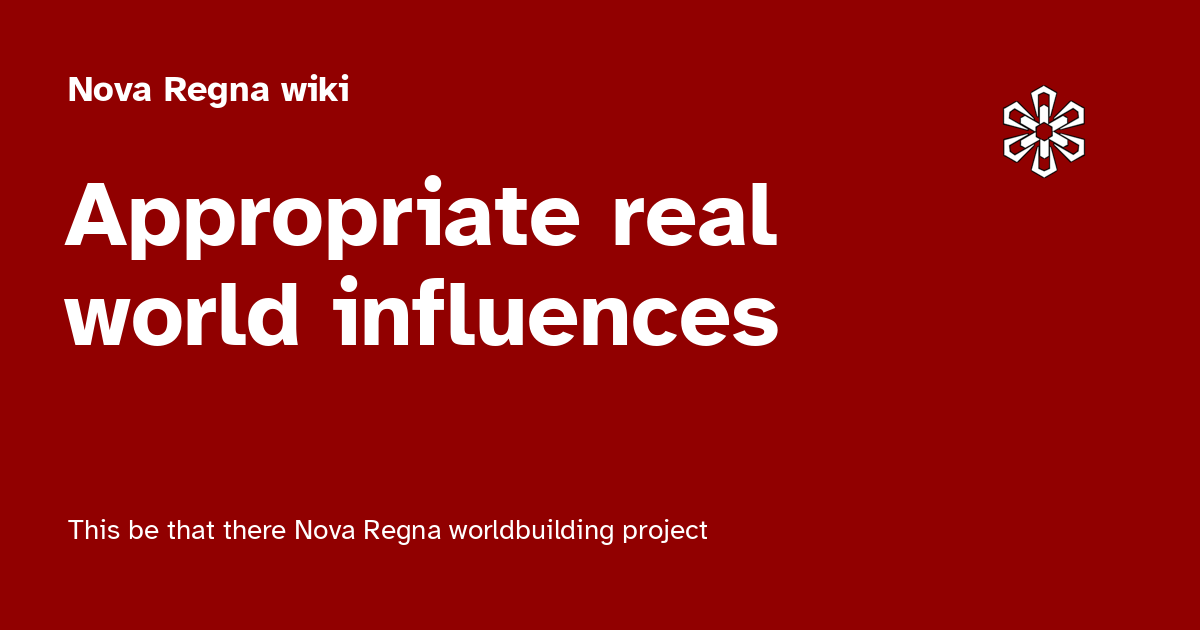 Nova Regna wiki
Appropriate real
world influences
This be that there Nova Regna worldbuilding project